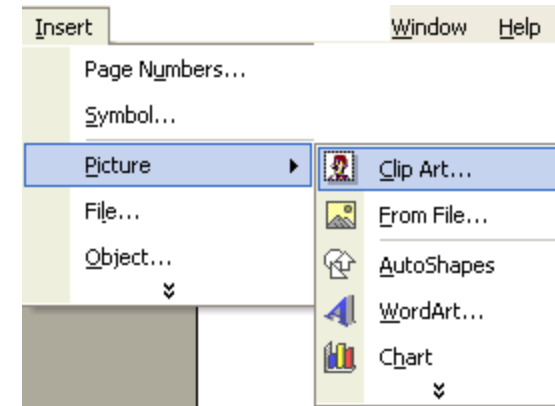 Insert Window Help
Page Numbers...
Symbol...
Picture
File...
Object...
Clip Art...
From File...
AutoShapes
WordArt...
Chart